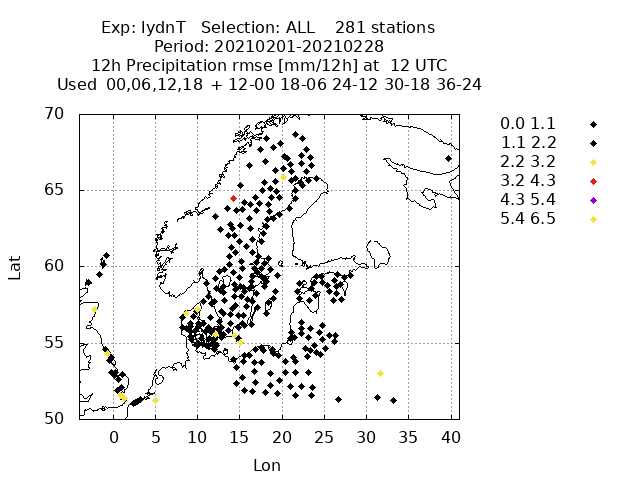 Exp: IydnT Selection: ALL 281 stations
Period: 20210201-20210228
12h Precipitation rmse [mm/12h] at 12 UTC
Used 00,06,12,18 + 12-00 18-06 24-12 30-18 36-24
70
65
60
55
50
Lat
0 5 10 15 20 25 30 35 40
Lon
0.0 1.1
1.1 2.2
2.2 3.2
3.2 4.3
4.3 5.4
5.4 6.5